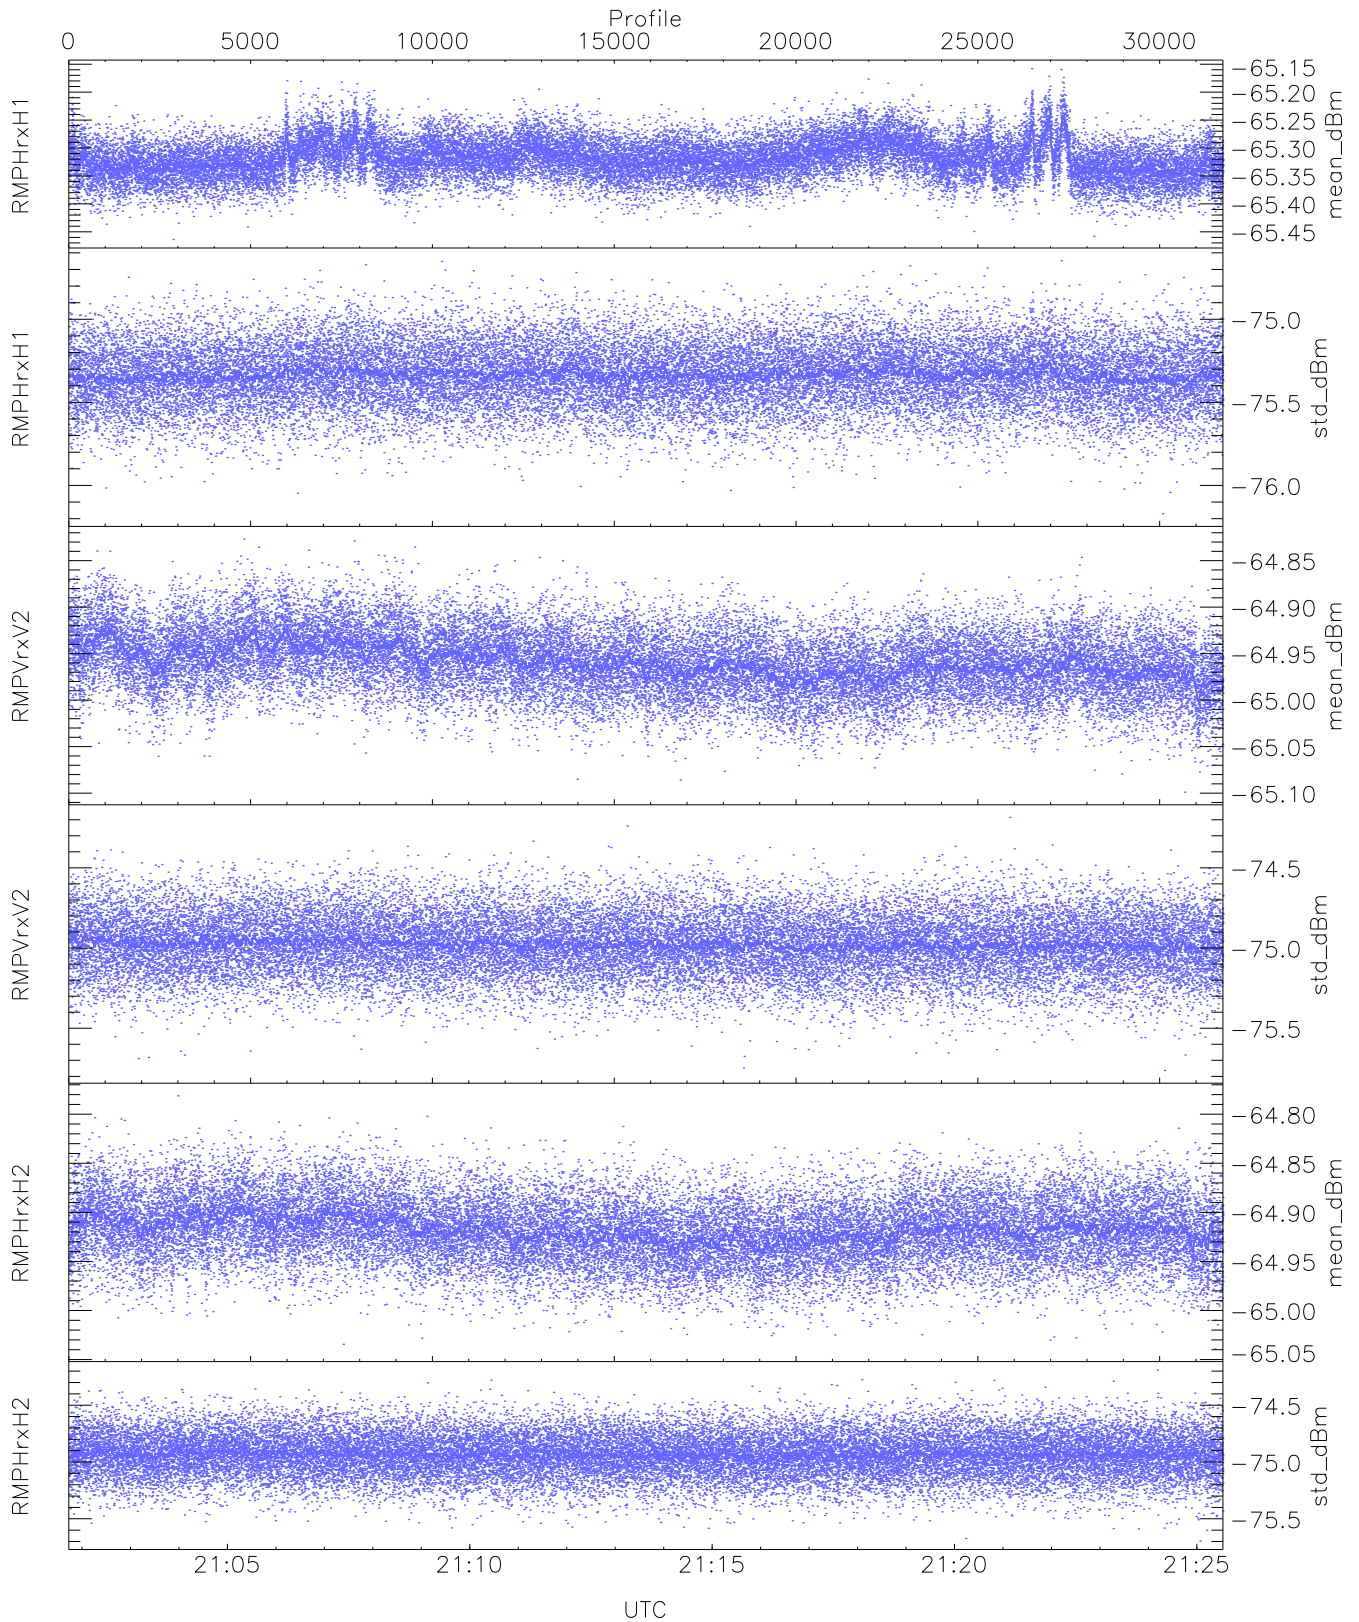 Profile
0 5000 10000 15000 20000 25000 30000
RMPHrxH1
-65.15
-65.20
-65.25
-65.30
-65.35
-65.40
-65.45
mean_dBm
RMPHrxH1
-75.0
-75.5
-76.0
std_dBm
RMPVrxV2
-64.85
-64.90
-64.95
-65.00
-65.05
-65.10
mean_dBm
RMPVrxV2
-74.5
-75.0
-75.5
std_dBm
RMPHrxH2
-64.80
-64.85
-64.90
-64.95
-65.00
-65.05
mean_dBm
RMPHrxH2
-74.5
-75.0
-75.5
std_dBm
21:05 21:10 21:15 21:20 21:25
UTC